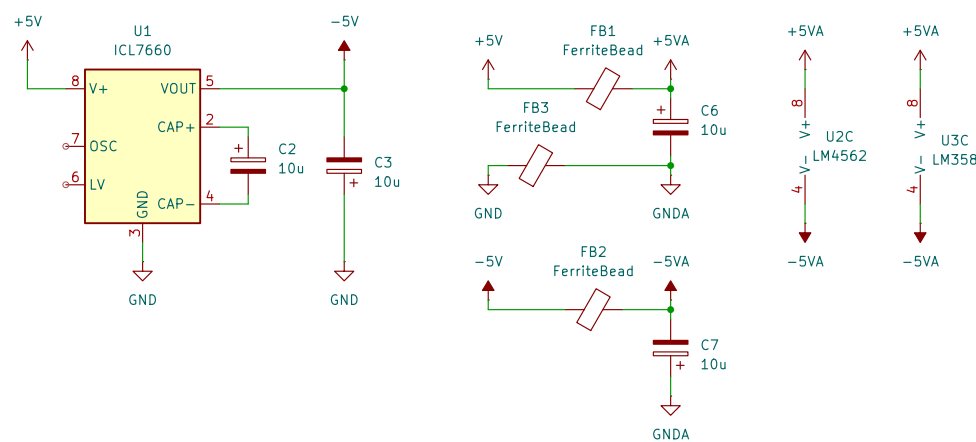 +5V
U1
ICL7660
8
V+
7
OSC
6
LV
GND
3
VOUT
5
CAP+
2
CAP−
4
GND
C2
10u
−5V
C3
10u
GND
+5V
FB1
FerriteBead
+5VA
FB3
FerriteBead
C6
10u
GND
GNDA
−5V
FB2
FerriteBead
−5VA
C7
10u
GNDA
+5VA
8
V+
U2C
LM4562
V−
4
−5VA
+5VA
8
V+
U3C
LM358
V−
4
−5VA